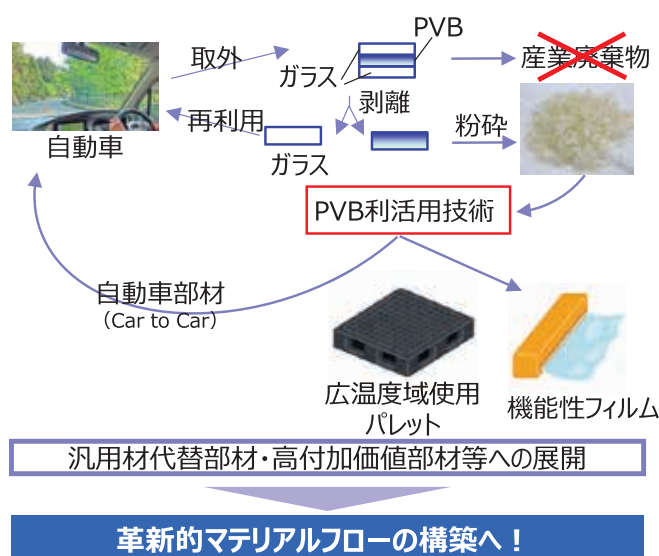 取外
PVB
ガラス
産業廃棄物
剥離
再利用
ガラス
粉砕
自動車
PVB利活用技術
自動車部材
（Car to Car）
広温度域使用
パレット
機能性フィルム
汎用材代替部材・高付加価値部材等への展開
革新的マテリアルフローの構築へ！